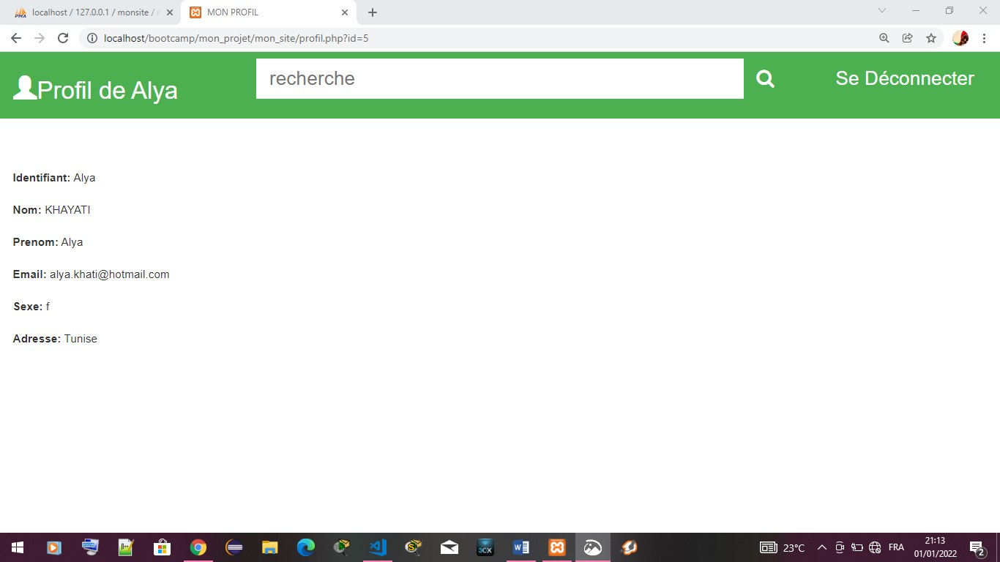 localhost / 127.0.0.1 / monsite /
MON PROFIL
localhost/bootcamp/mon_projet/mon_site/profil.php?id=5
Profil de Alya
recherche
Se Déconnecter
Identifiant: Alya
Nom: KHAYATI
Prenom: Alya
Email: alya.khati@hotmail.com
Sexe: f
Adresse: Tunise
3CX
23°C
FRA
21:13
01/01/2022
2